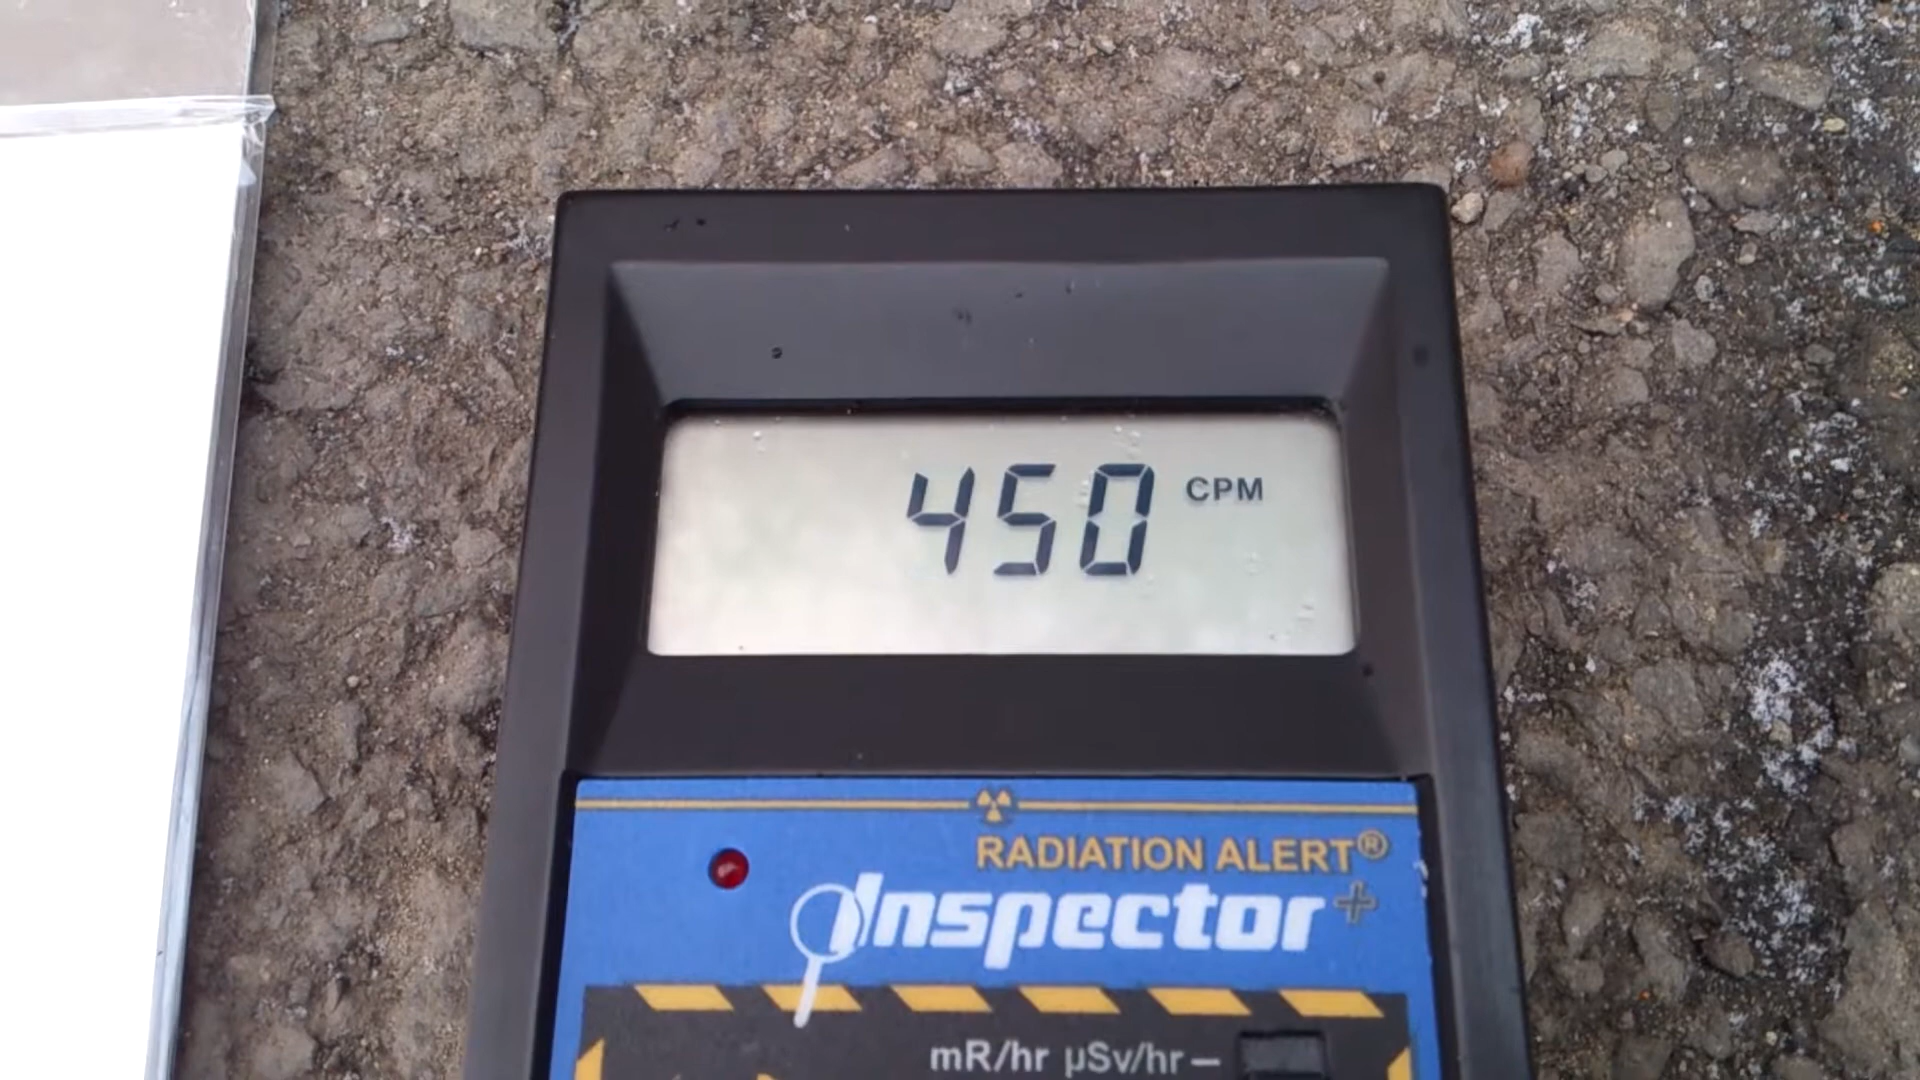 450 CPM
RADIATION ALERT®
Inspector+
mR/hr µSv/hr –